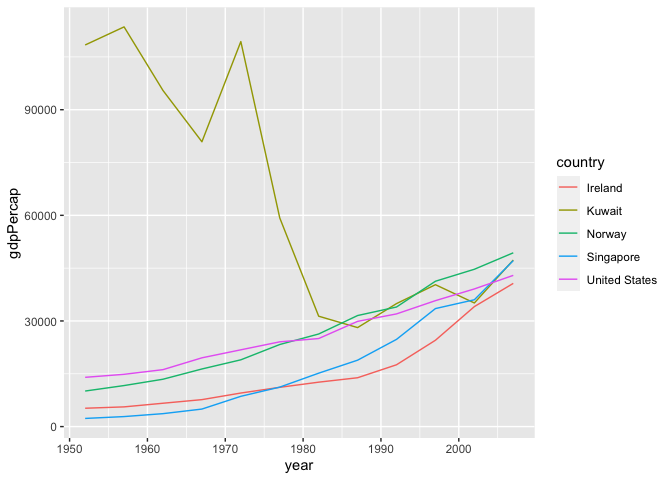 90000
60000
30000
0
gdpPercap
1950 1960 1970 1980 1990 2000
year
country
Ireland
Kuwait
Norway
Singapore
United States